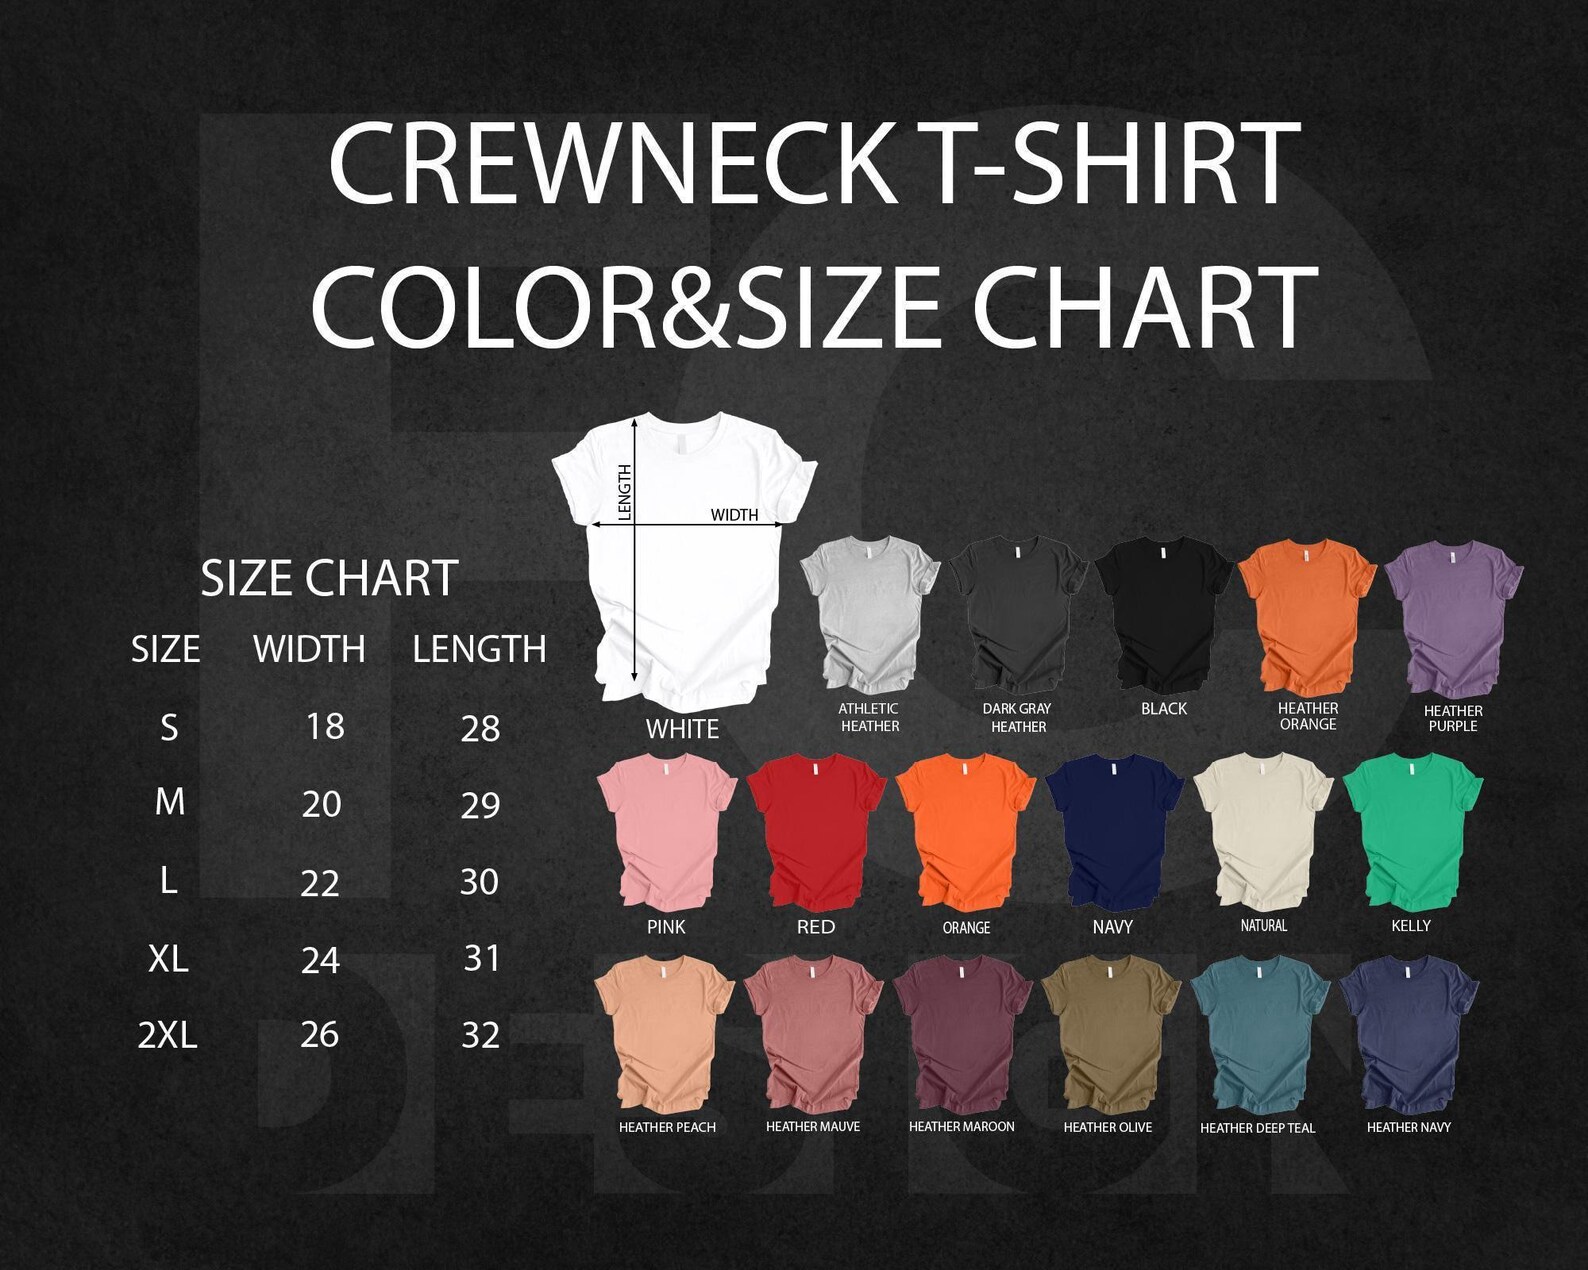 CREWNECK T-SHIRT
COLOR&SIZE CHART
LENGTH
WIDTH
SIZE CHART
SIZE WIDTH LENGTH
S 18 28
M 20 29
L 22 30
XL 24 31
2XL 26 32
WHITE
ATHLETIC
HEATHER
DARK GRAY
HEATHER
BLACK
HEATHER
ORANGE
HEATHER
PURPLE
PINK
RED
ORANGE
NAVY
NATURAL
KELLY
HEATHER PEACH
HEATHER MAUVE
HEATHER MAROON
HEATHER OLIVE
HEATHER DEEP TEAL
HEATHER NAVY